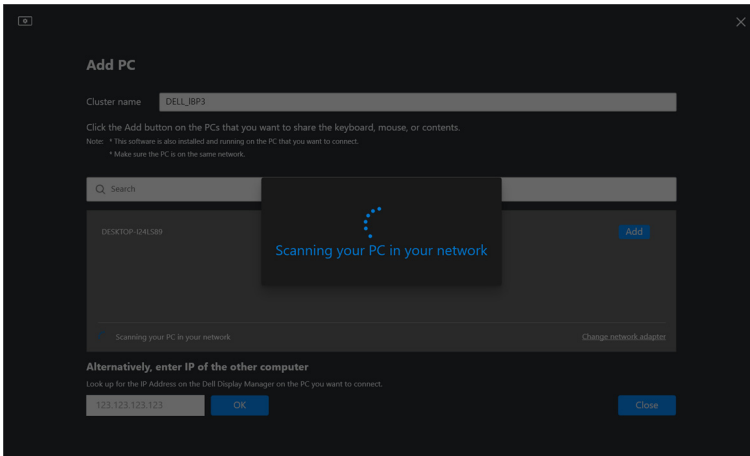 Add PC
Cluster name DELL_IBP3
Click the Add button on the PCs that you want to share the keyboard, mouse, or contents.
Note: * This software is also installed and running on the PC that you want to connect.
* Make sure the PC is on the same network.
Search
DESKTOP-I24LSB9 Add
Scanning your PC in your network
Scanning your PC in your network Change network adapter
Alternatively, enter IP of the other computer
Look up for the IP Address on the Dell Display Manager on the PC you want to connect.
123.123.123.123 OK Close